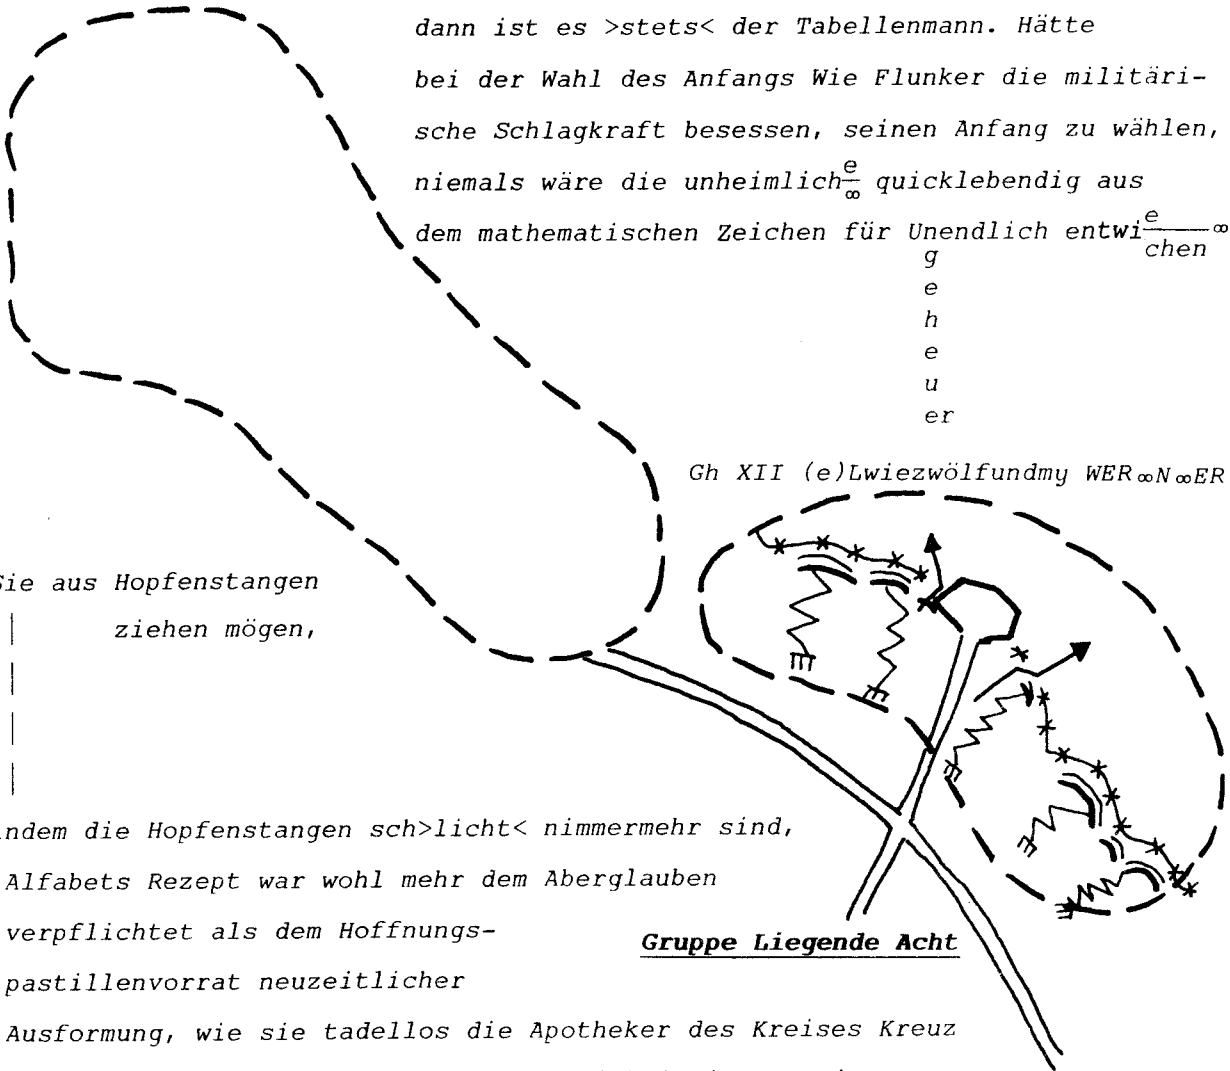 dann ist es >stets< der Tabellenmann. Hätte
bei der Wahl des Anfangs Wie Flunker die militäri-
sche Schlagkraft besessen, seinen Anfang zu wählen,
niemals wäre die unheimlich e/∞ quicklebendig aus
dem mathematischen Zeichen für Unendlich entwi e/chen ∞
g
e
h
e
u
er
Gh XII (e)Lwiezwölfundmy WER∞N∞ER
Sie aus Hopfenstangen
ziehen mögen,
indem die Hopfenstangen sch>licht< nimmermehr sind,
Alfabets Rezept war wohl mehr dem Aberglauben
verpflichtet als dem Hoffnungs-
pastillenvorrat neuzeitlicher
Gruppe Liegende Acht
Ausformung, wie sie tadellos die Apotheker des Kreises Kreuz